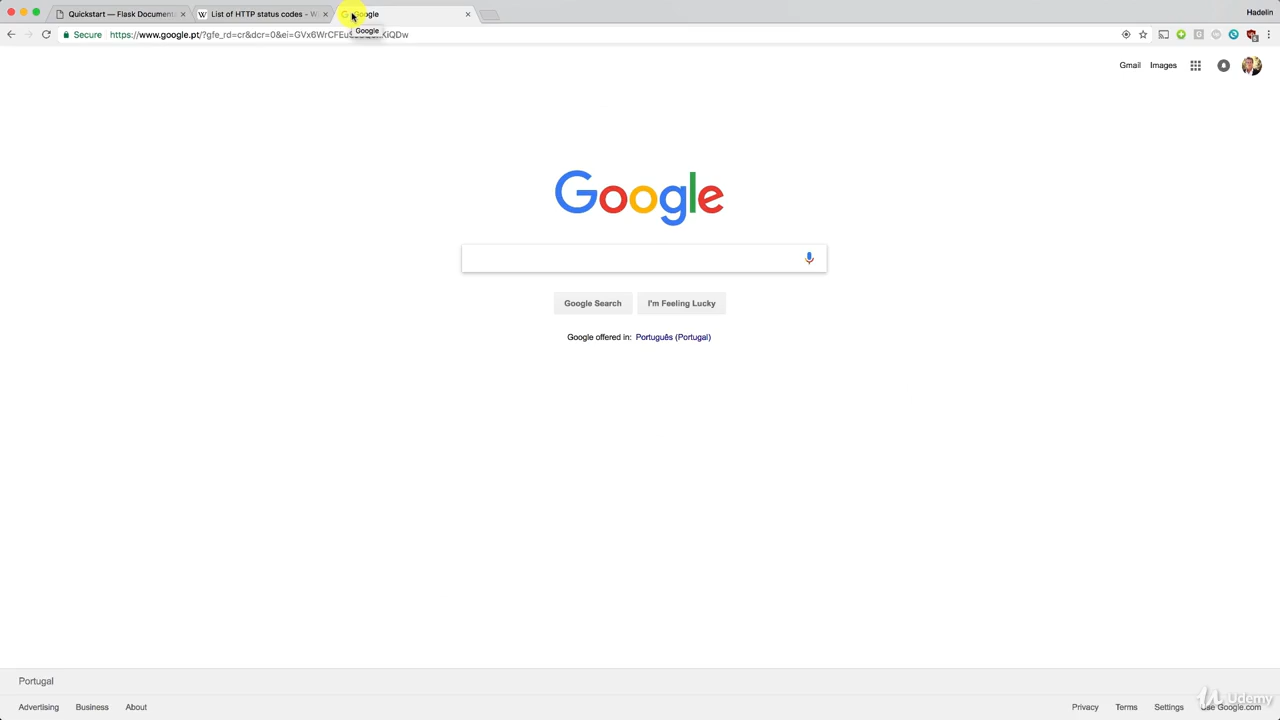 Quickstart — Flask Document
List of HTTP status codes - W
Google
Hadelin
Google
Secure
https://www.google.pt/?gfe_rd=cr&dcr=0&ei=GVx6WrCFEu
KiQDw
Gmail
Images
Google
Google Search
I'm Feeling Lucky
Google offered in: Português (Portugal)
Portugal
Advertising
Business
About
Privacy
Terms
Settings
Use Google.com
Udemy